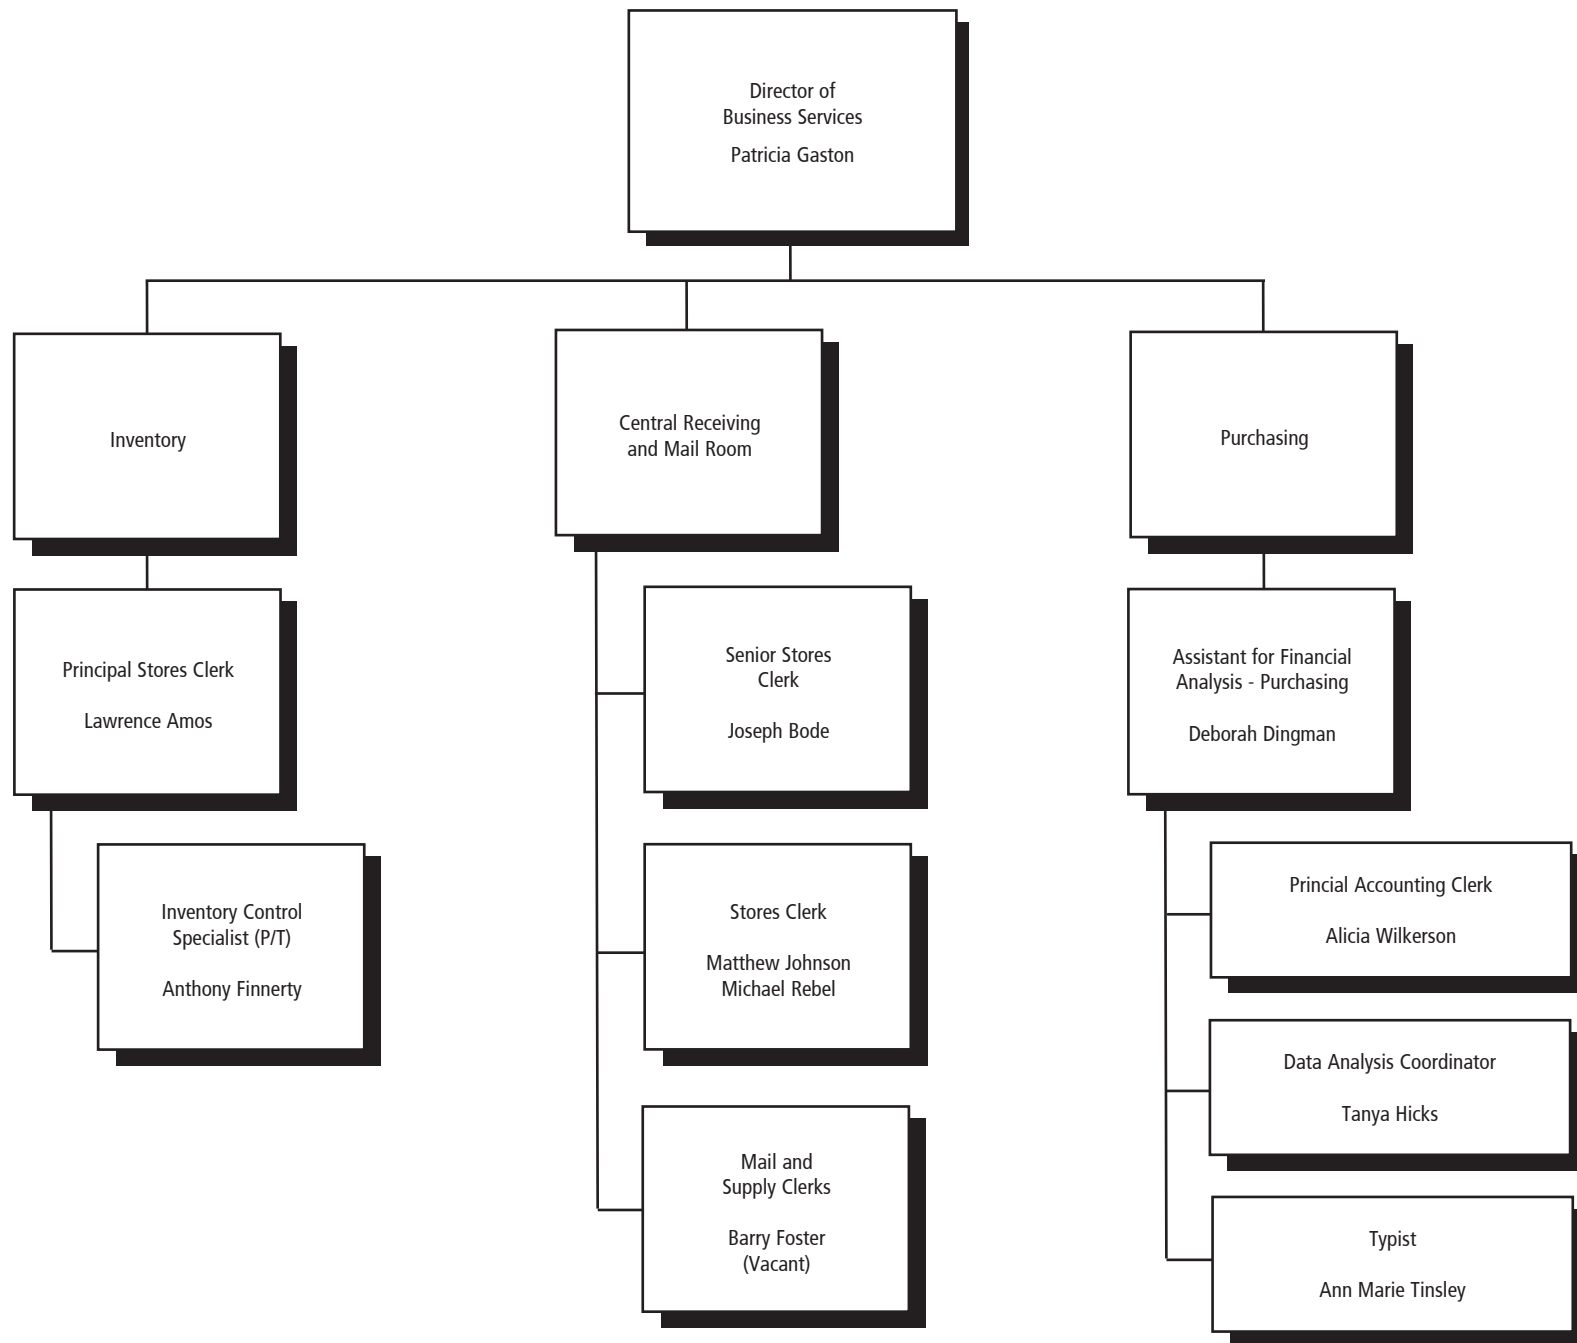 Director of
Business Services
Patricia Gaston
Inventory
Principal Stores Clerk
Lawrence Amos
Inventory Control
Specialist (P/T)
Anthony Finnerty
Central Receiving
and Mail Room
Senior Stores
Clerk
Joseph Bode
Stores Clerk
Matthew Johnson
Michael Rebel
Mail and
Supply Clerks
Barry Foster
(Vacant)
Purchasing
Assistant for Financial
Analysis - Purchasing
Deborah Dingman
Princial Accounting Clerk
Alicia Wilkerson
Data Analysis Coordinator
Tanya Hicks
Typist
Ann Marie Tinsley